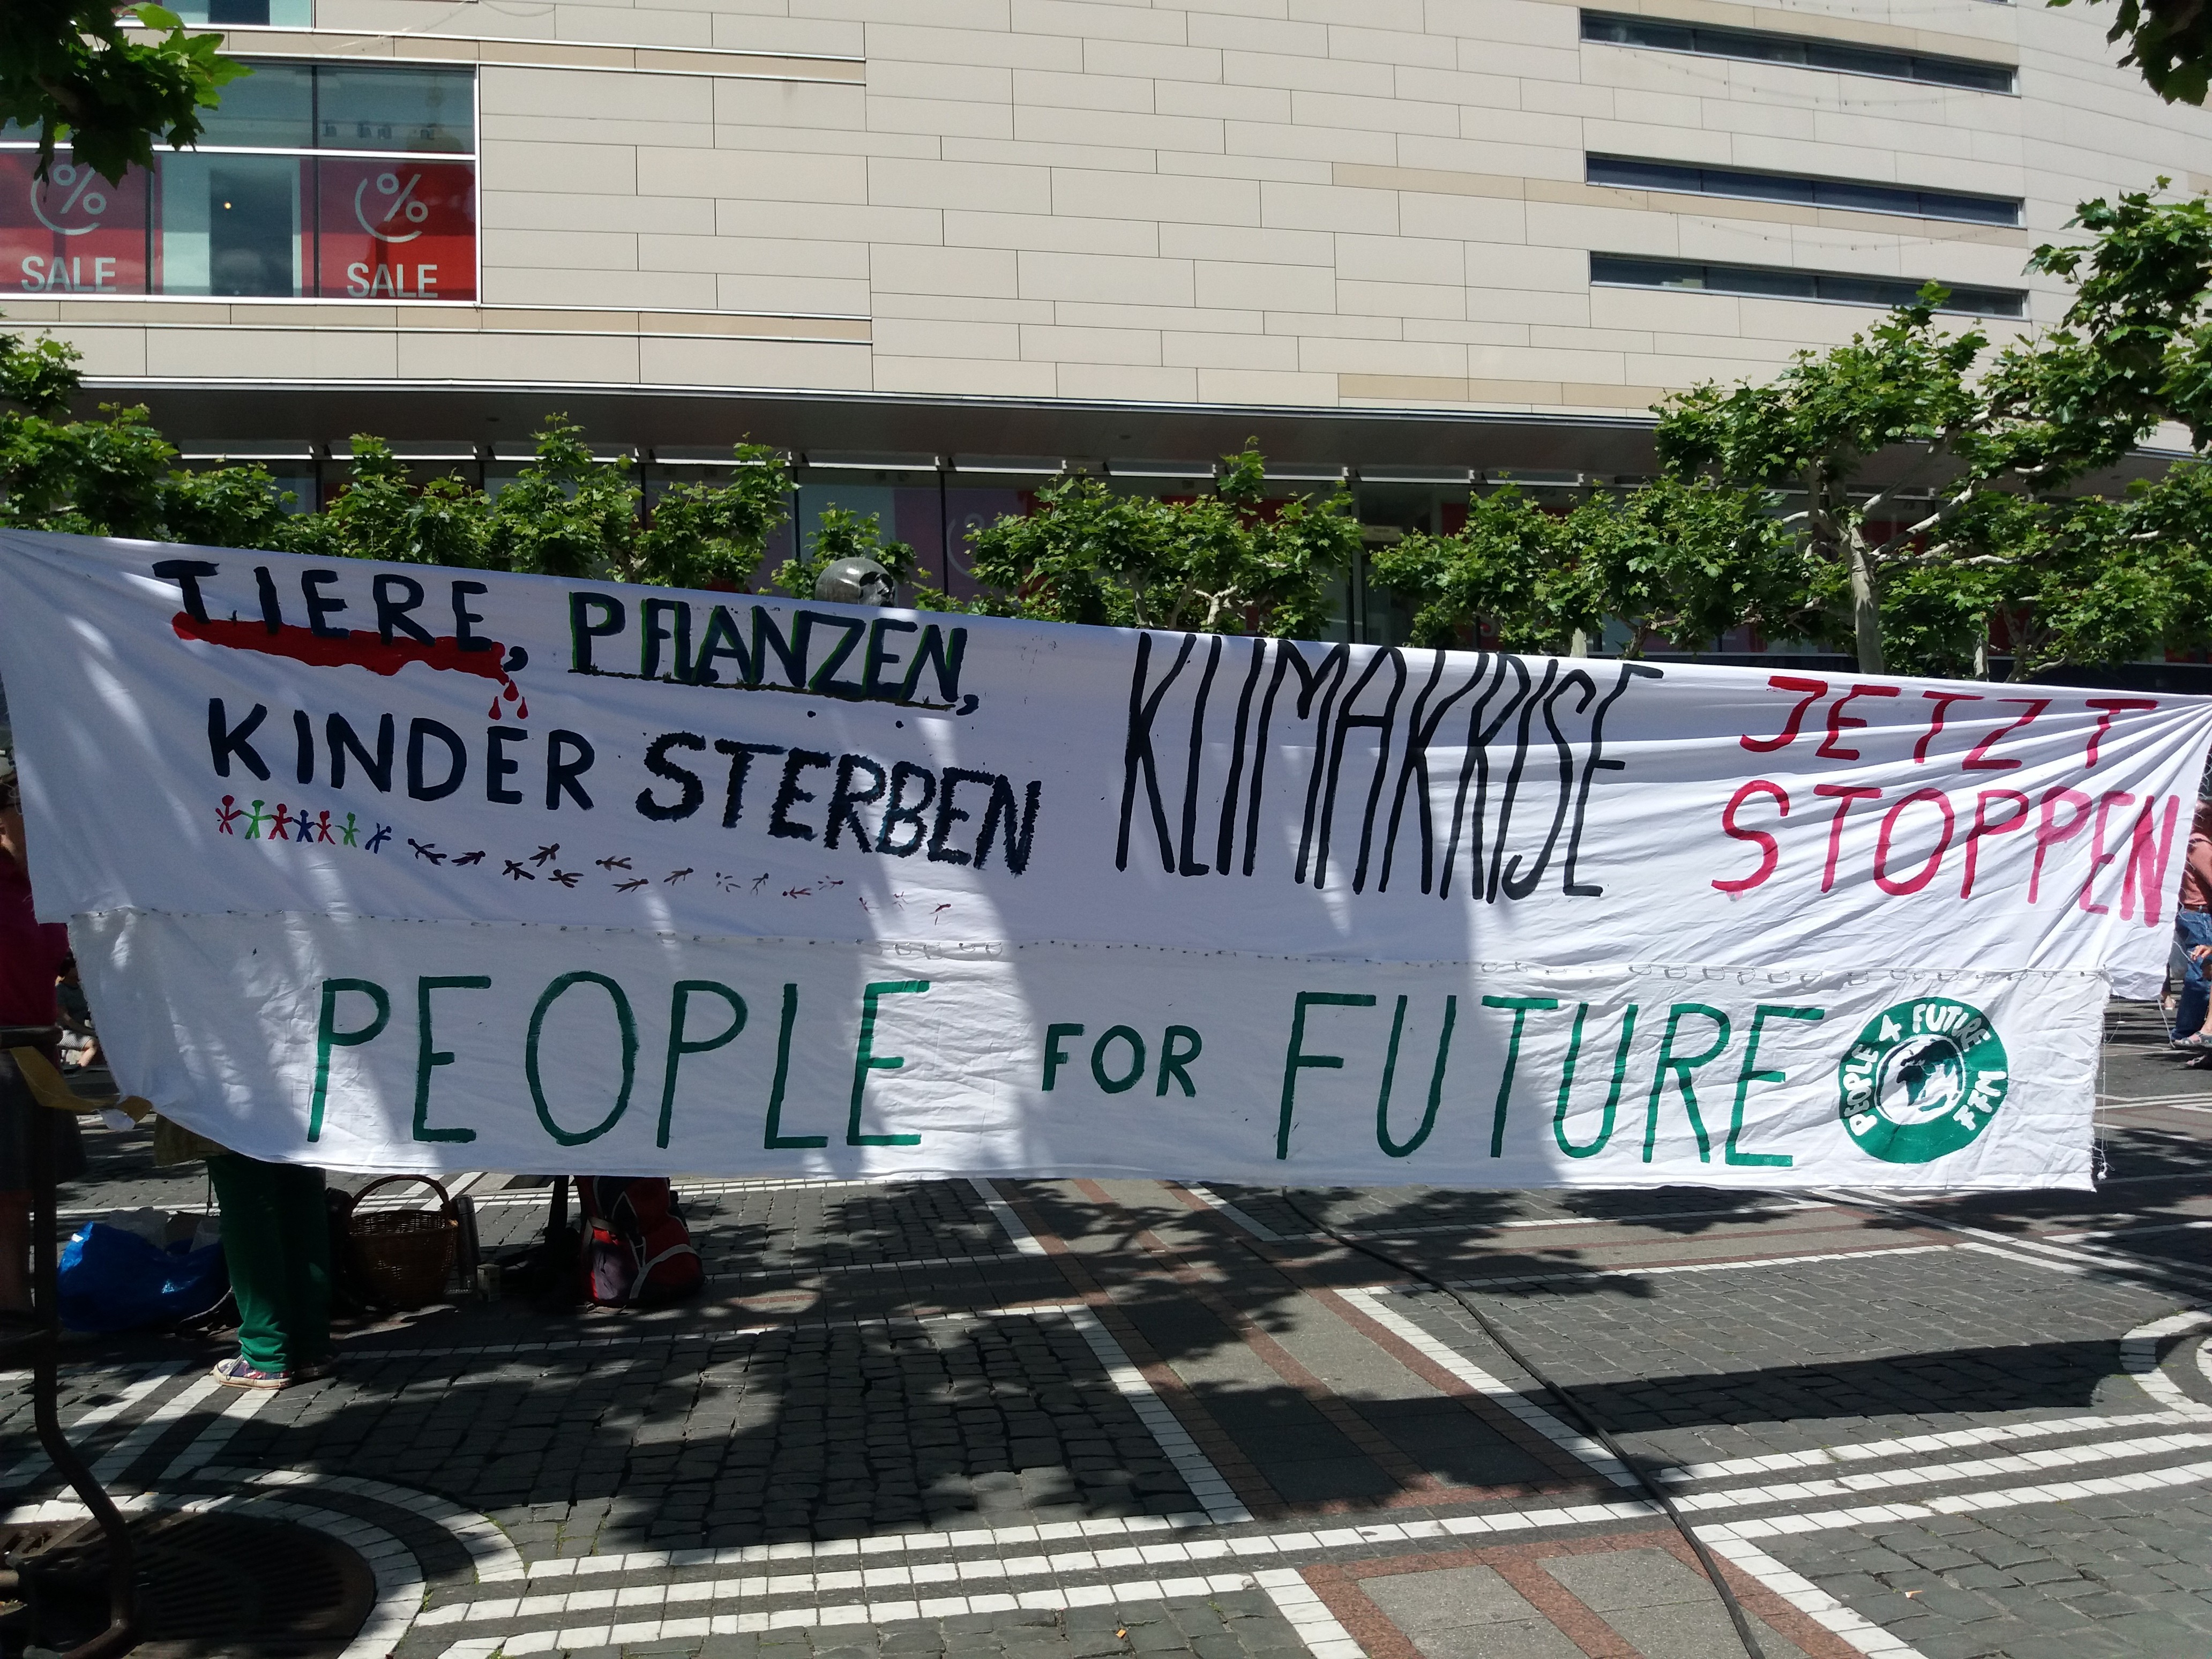 %
SALE
%
SALE
TIERE, PFLANZEN,
KINDER STERBEN
KLIMAKRISE
JETZT
STOPPEN
PEOPLE FOR FUTURE
PEOPLE 4 FUTURE
FFM